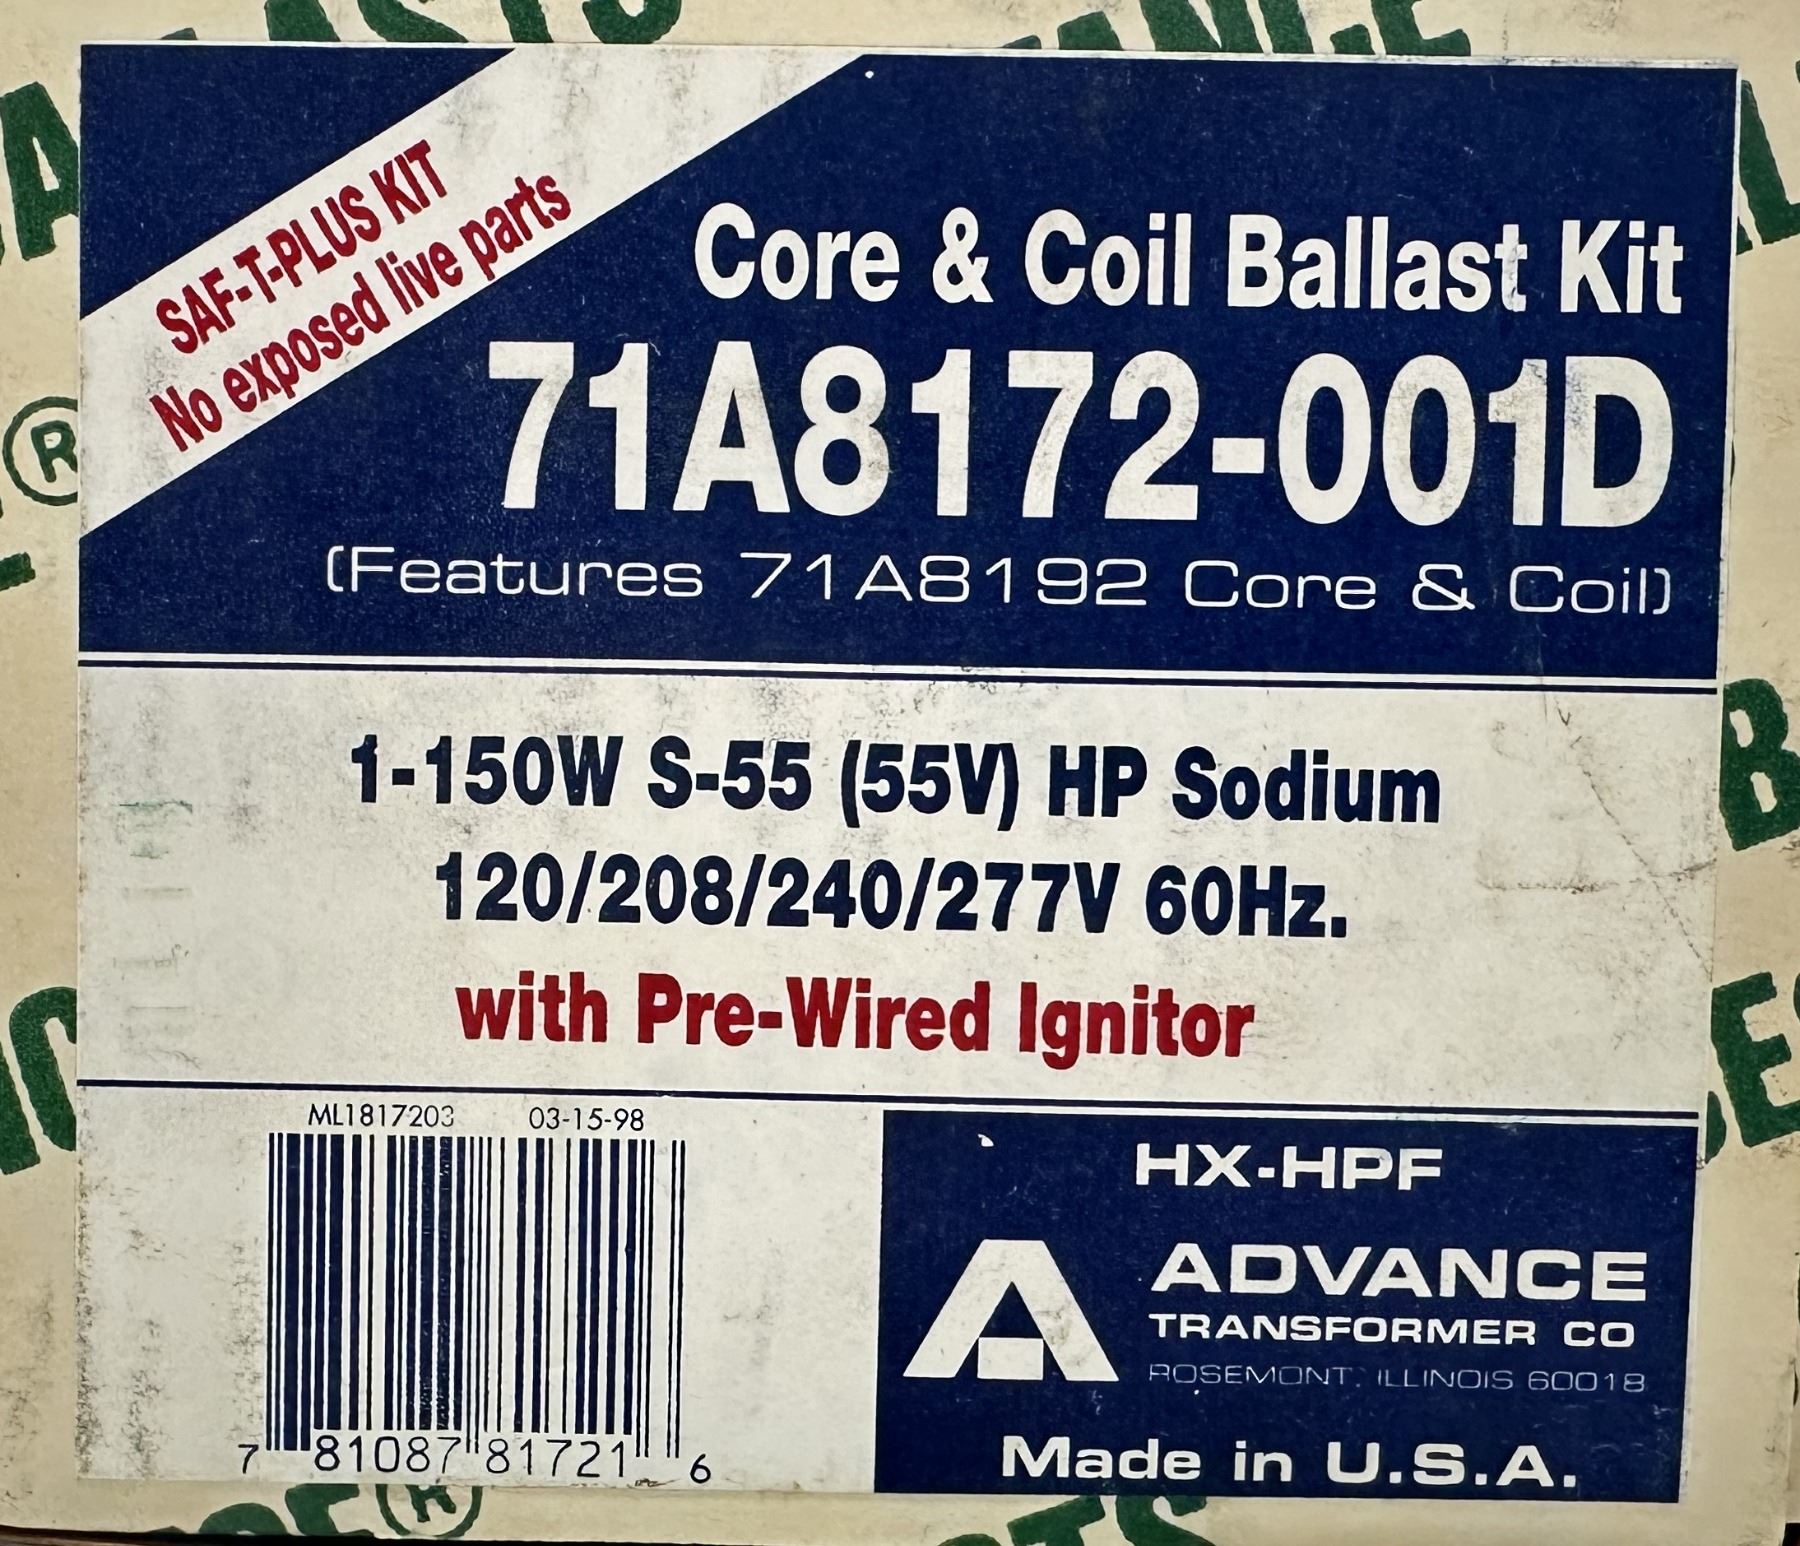 SAF-T-PLUS KIT
No exposed live parts
Core & Coil Ballast Kit
71A8172-001D
(Features 71A8192 Core & Coil)
1-150W S-55 (55V) HP Sodium
120/208/240/277V 60Hz.
with Pre-Wired Ignitor
ML1817203 03-15-98
7 81087 81721 6
HX-HPF
A ADVANCE
TRANSFORMER CO
ROSEMONT, ILLINOIS 60018
Made in U.S.A.